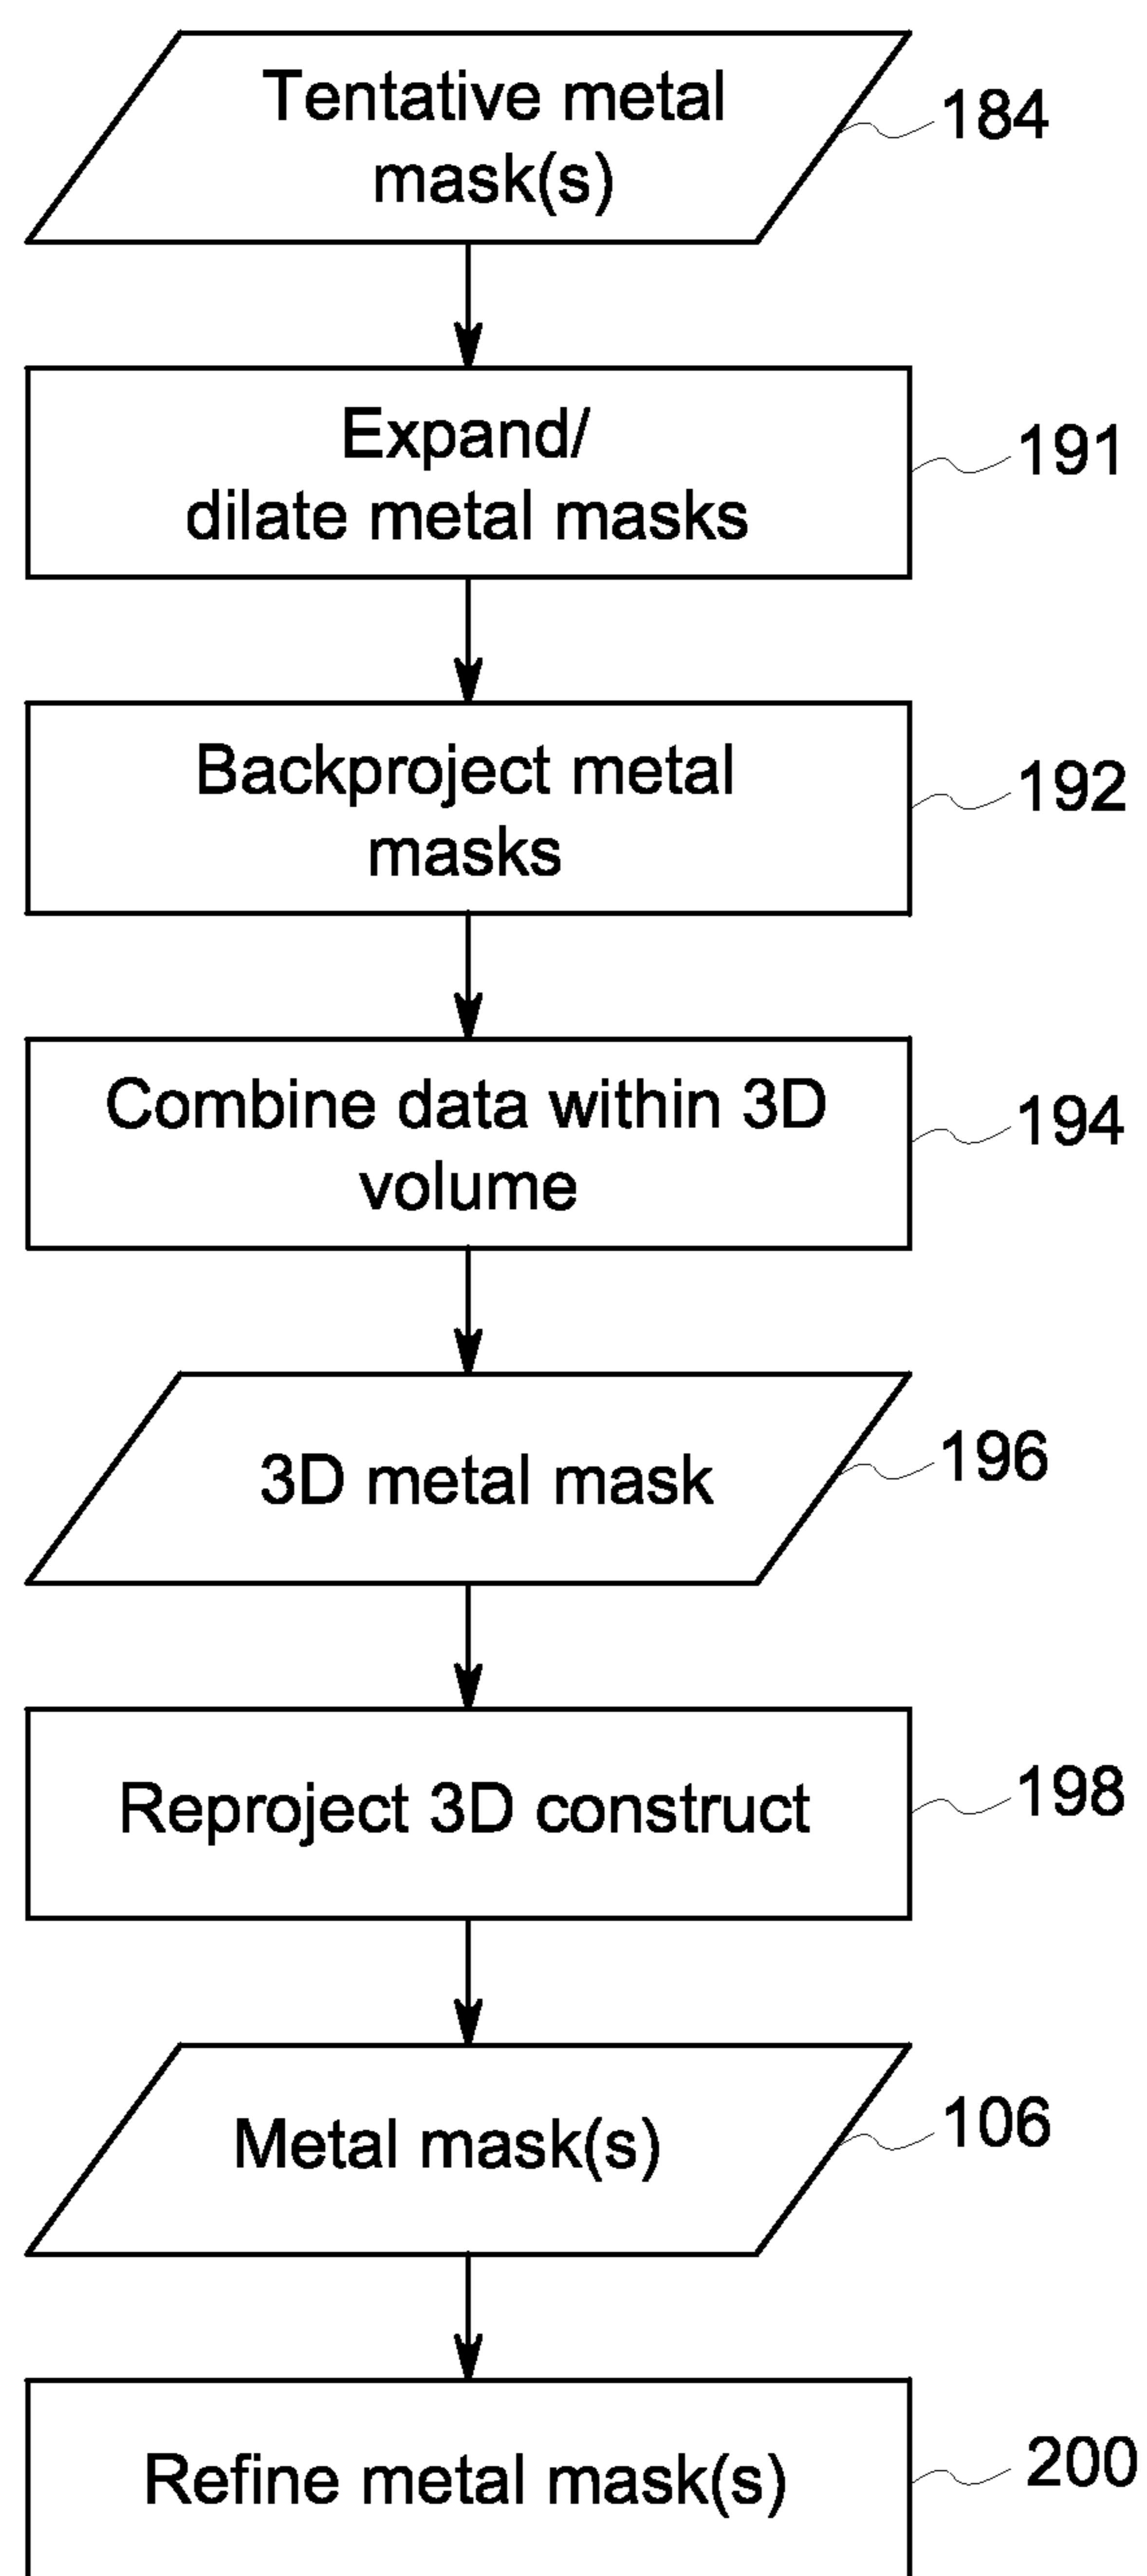 Tentative metal
mask(s)
184
Expand/
dilate metal masks
191
Backproject metal
masks
192
Combine data within 3D
volume
194
3D metal mask
196
Reproject 3D construct
198
Metal mask(s)
106
Refine metal mask(s)
200